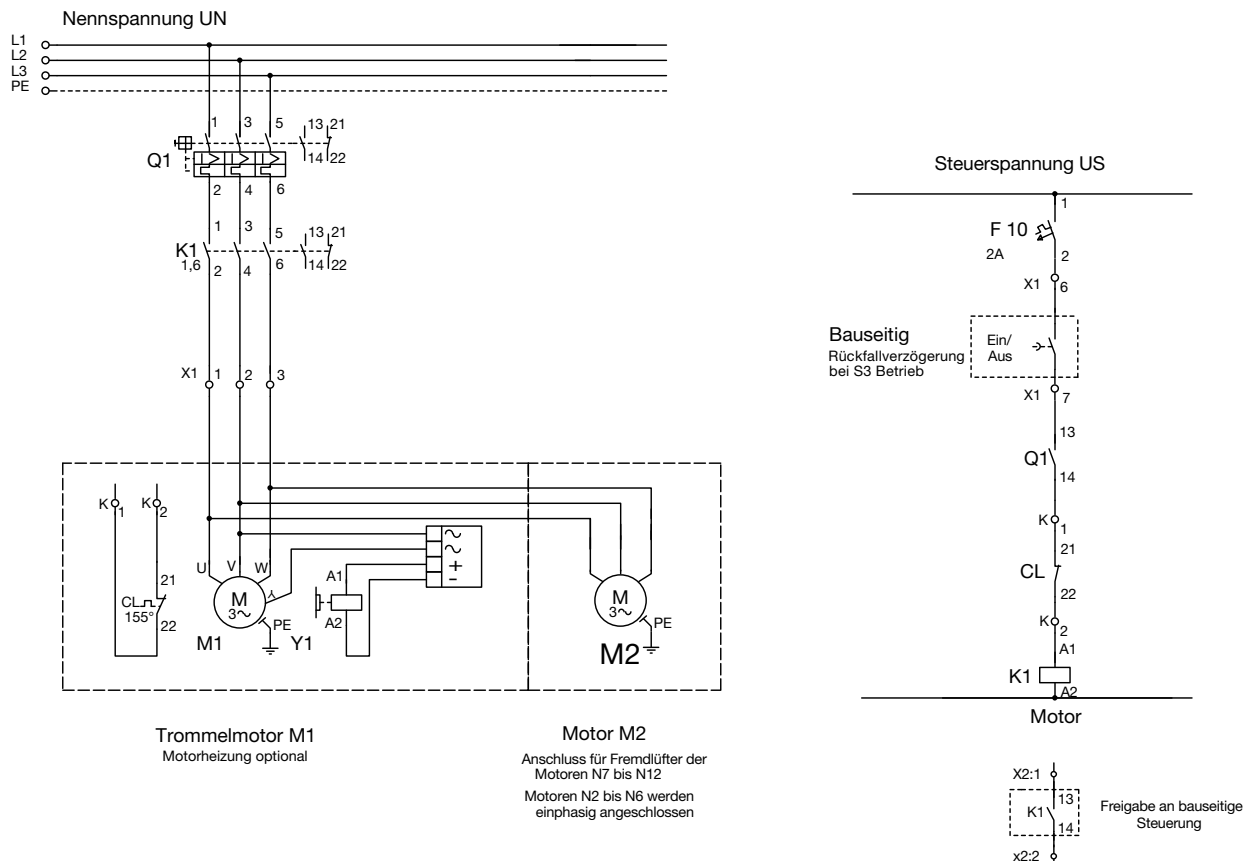 Nennspannung UN
L1
L2
L3
PE
1 3 5 13 21
Q1 14 22
2 4 6
1 3 5 13 21
K1
1,6 2 4 6 14 22
X1 1 2 3
K 1 K 2
U V W
21
CL
155°
22
M
3~
PE
M1
A1
A2
Y1
~
~
+
-
M
3~
PE
M2
Trommelmotor M1
Motorheizung optional
Motor M2
Anschluss für Fremdlüfter der
Motoren N7 bis N12
Motoren N2 bis N6 werden
einphasig angeschlossen
Steuerspannung US
1
F 10
2A 2
X1 6
Bauseitig
Rückfallverzögerung
bei S3 Betrieb
Ein/
Aus
X1 7
13
Q1
14
K 1
21
CL
22
K 2
A1
K1
A2
Motor
X2:1
13
K1
14
x2:2
Freigabe an bauseitige
Steuerung